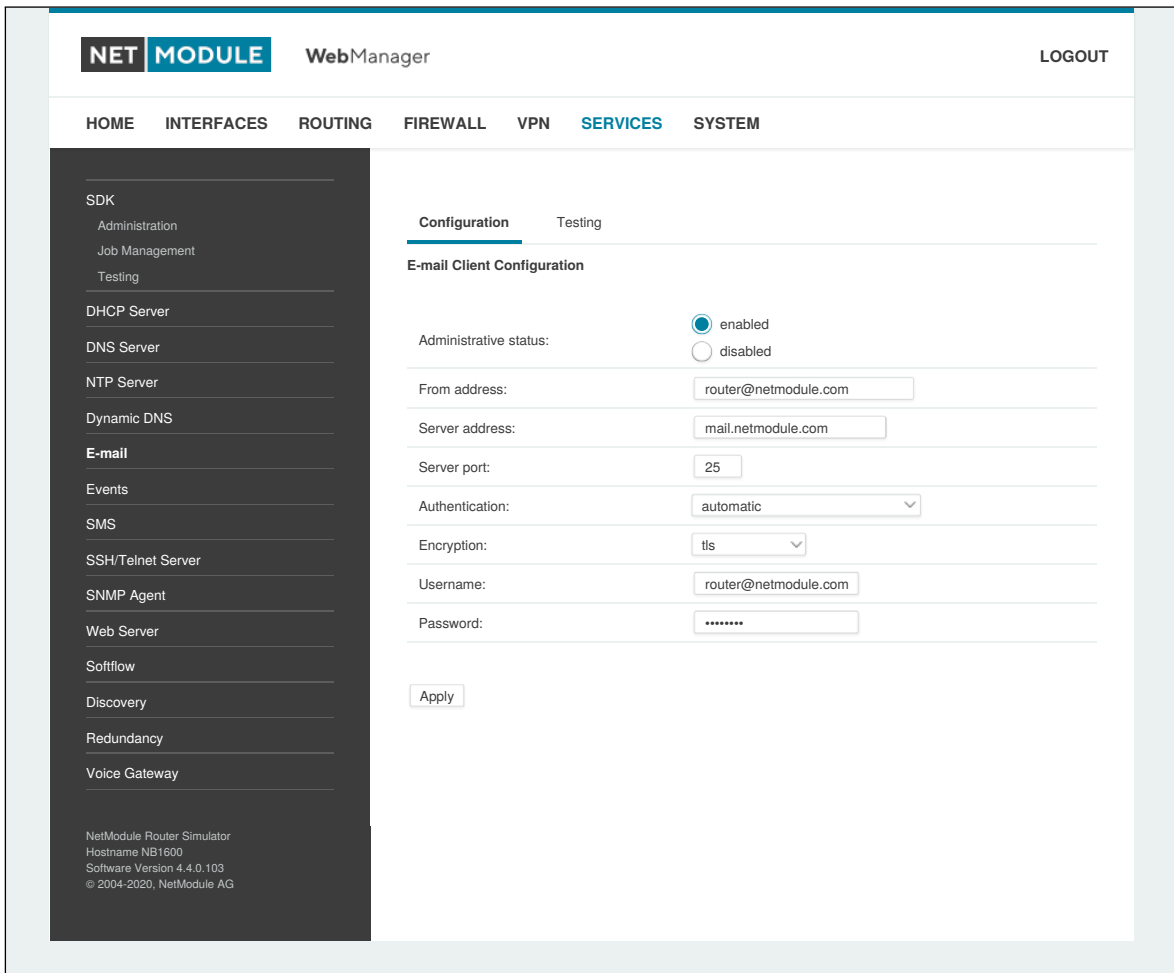 NET MODULE WebManager LOGOUT
HOME INTERFACES ROUTING FIREWALL VPN SERVICES SYSTEM
SDK
Administration
Job Management
Testing
DHCP Server
DNS Server
NTP Server
Dynamic DNS
E-mail
Events
SMS
SSH/Telnet Server
SNMP Agent
Web Server
Softflow
Discovery
Redundancy
Voice Gateway
NetModule Router Simulator
Hostname NB1600
Software Version 4.4.0.103
© 2004-2020, NetModule AG
Configuration Testing
E-mail Client Configuration
Administrative status: enabled
disabled
From address: router@netmodule.com
Server address: mail.netmodule.com
Server port: 25
Authentication: automatic
Encryption: tls
Username: router@netmodule.com
Password: ••••••••
Apply